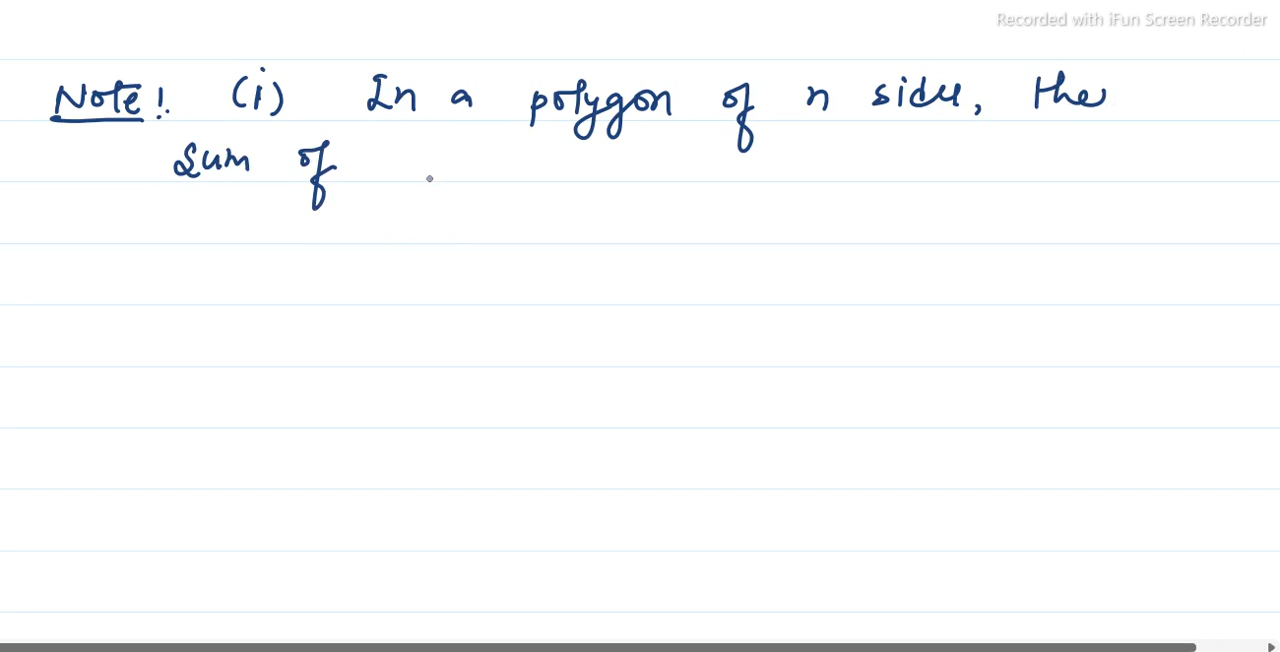 Recorded with iFun Screen Recorder
Note! (i) In a polygon of n sides, the
Sum of